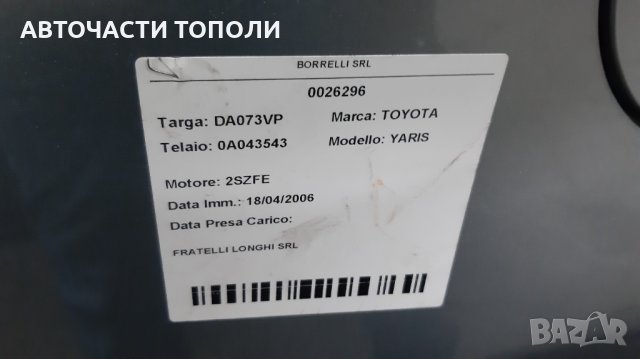 АВТОЧАСТИ ТОПОЛИ
BORRELLI SRL
0026296
Targa: DA073VP Marca: TOYOTA
Telaio: 0A043543 Modello: YARIS
Motore: 2SZFE
Data Imm.: 18/04/2006
Data Presa Carico:
FRATELLI LONGHI SRL
BAZAR